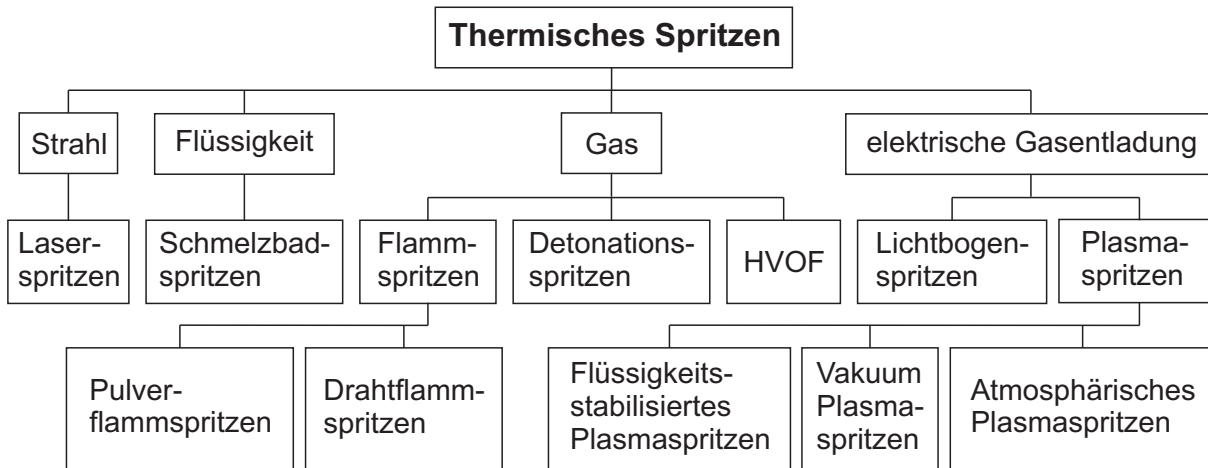 Thermisches Spritzen
Strahl
Flüssigkeit
Gas
elektrische Gasentladung
Laser-
spritzen
Schmelzbad-
spritzen
Flamm-
spritzen
Detonations-
spritzen
HVOF
Lichtbogen-
spritzen
Plasma-
spritzen
Pulver-
flammspritzen
Drahtflamm-
spritzen
Flüssigkeits-
stabilisiertes
Plasmaspritzen
Vakuum
Plasma-
spritzen
Atmosphärisches
Plasmaspritzen